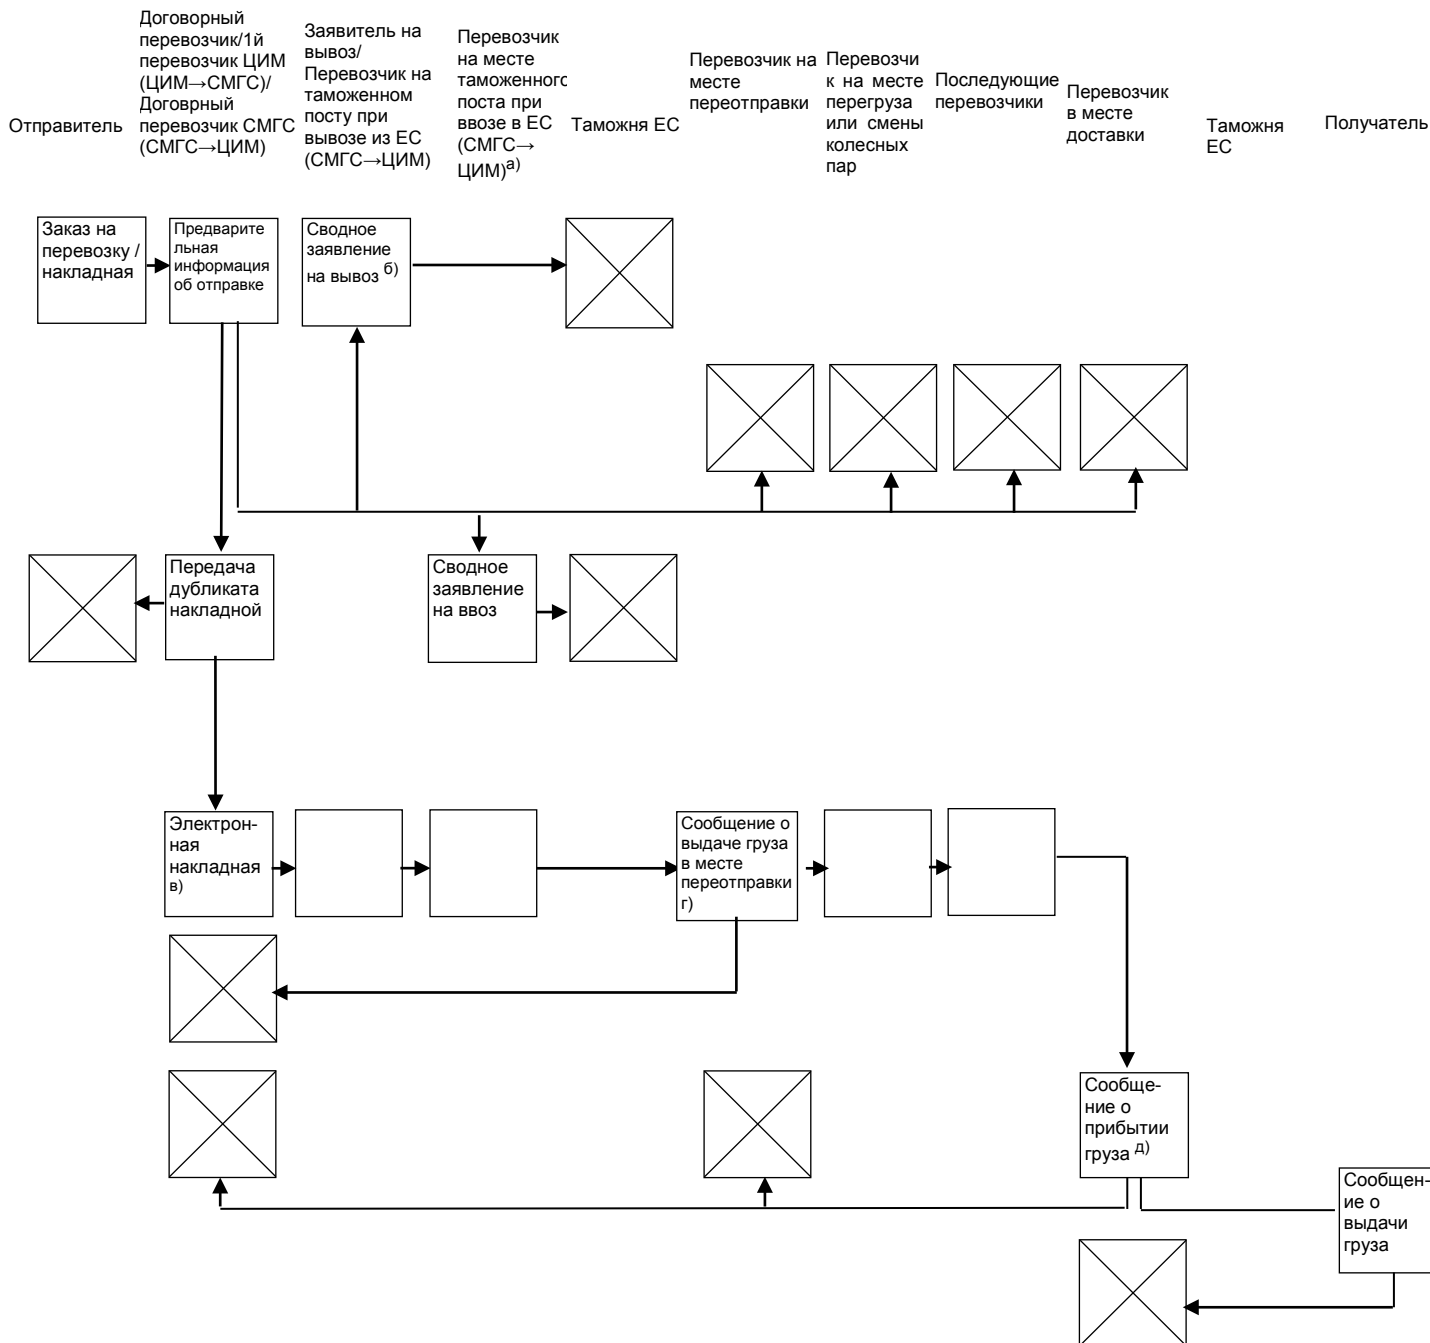 Отправитель
Договорный
перевозчик/1й
перевозчик ЦИМ
(ЦИМ→СМГС)/
Договрный
перевозчик СМГС
(СМГС→ЦИМ)
Заявитель на
вывоз/
Перевозчик на
таможенном
посту при
вывозе из ЕС
(СМГС→ЦИМ)
Перевозчик
на месте
таможенного
поста при
ввозе в ЕС
(СМГС→
ЦИМ)а)
Таможня ЕС
Перевозчик на
месте
переотправки
Перевозчи
к на месте
перегруза
или смены
колесных
пар
Последующие
перевозчики
Перевозчик
в месте
доставки
Таможня
ЕС
Получатель
Заказ на
перевозку /
накладная
Предварите
льная
информация
об отправке
Сводное
заявление
на вывоз б)
Передача
дубликата
накладной
Сводное
заявление
на ввоз
Электрон-
ная
накладная
в)
Сообщение о
выдаче груза
в месте
переотправки
г)
Сообще-
ние о
прибытии
груза д)
Сообщен-
ие о
выдачи
груза